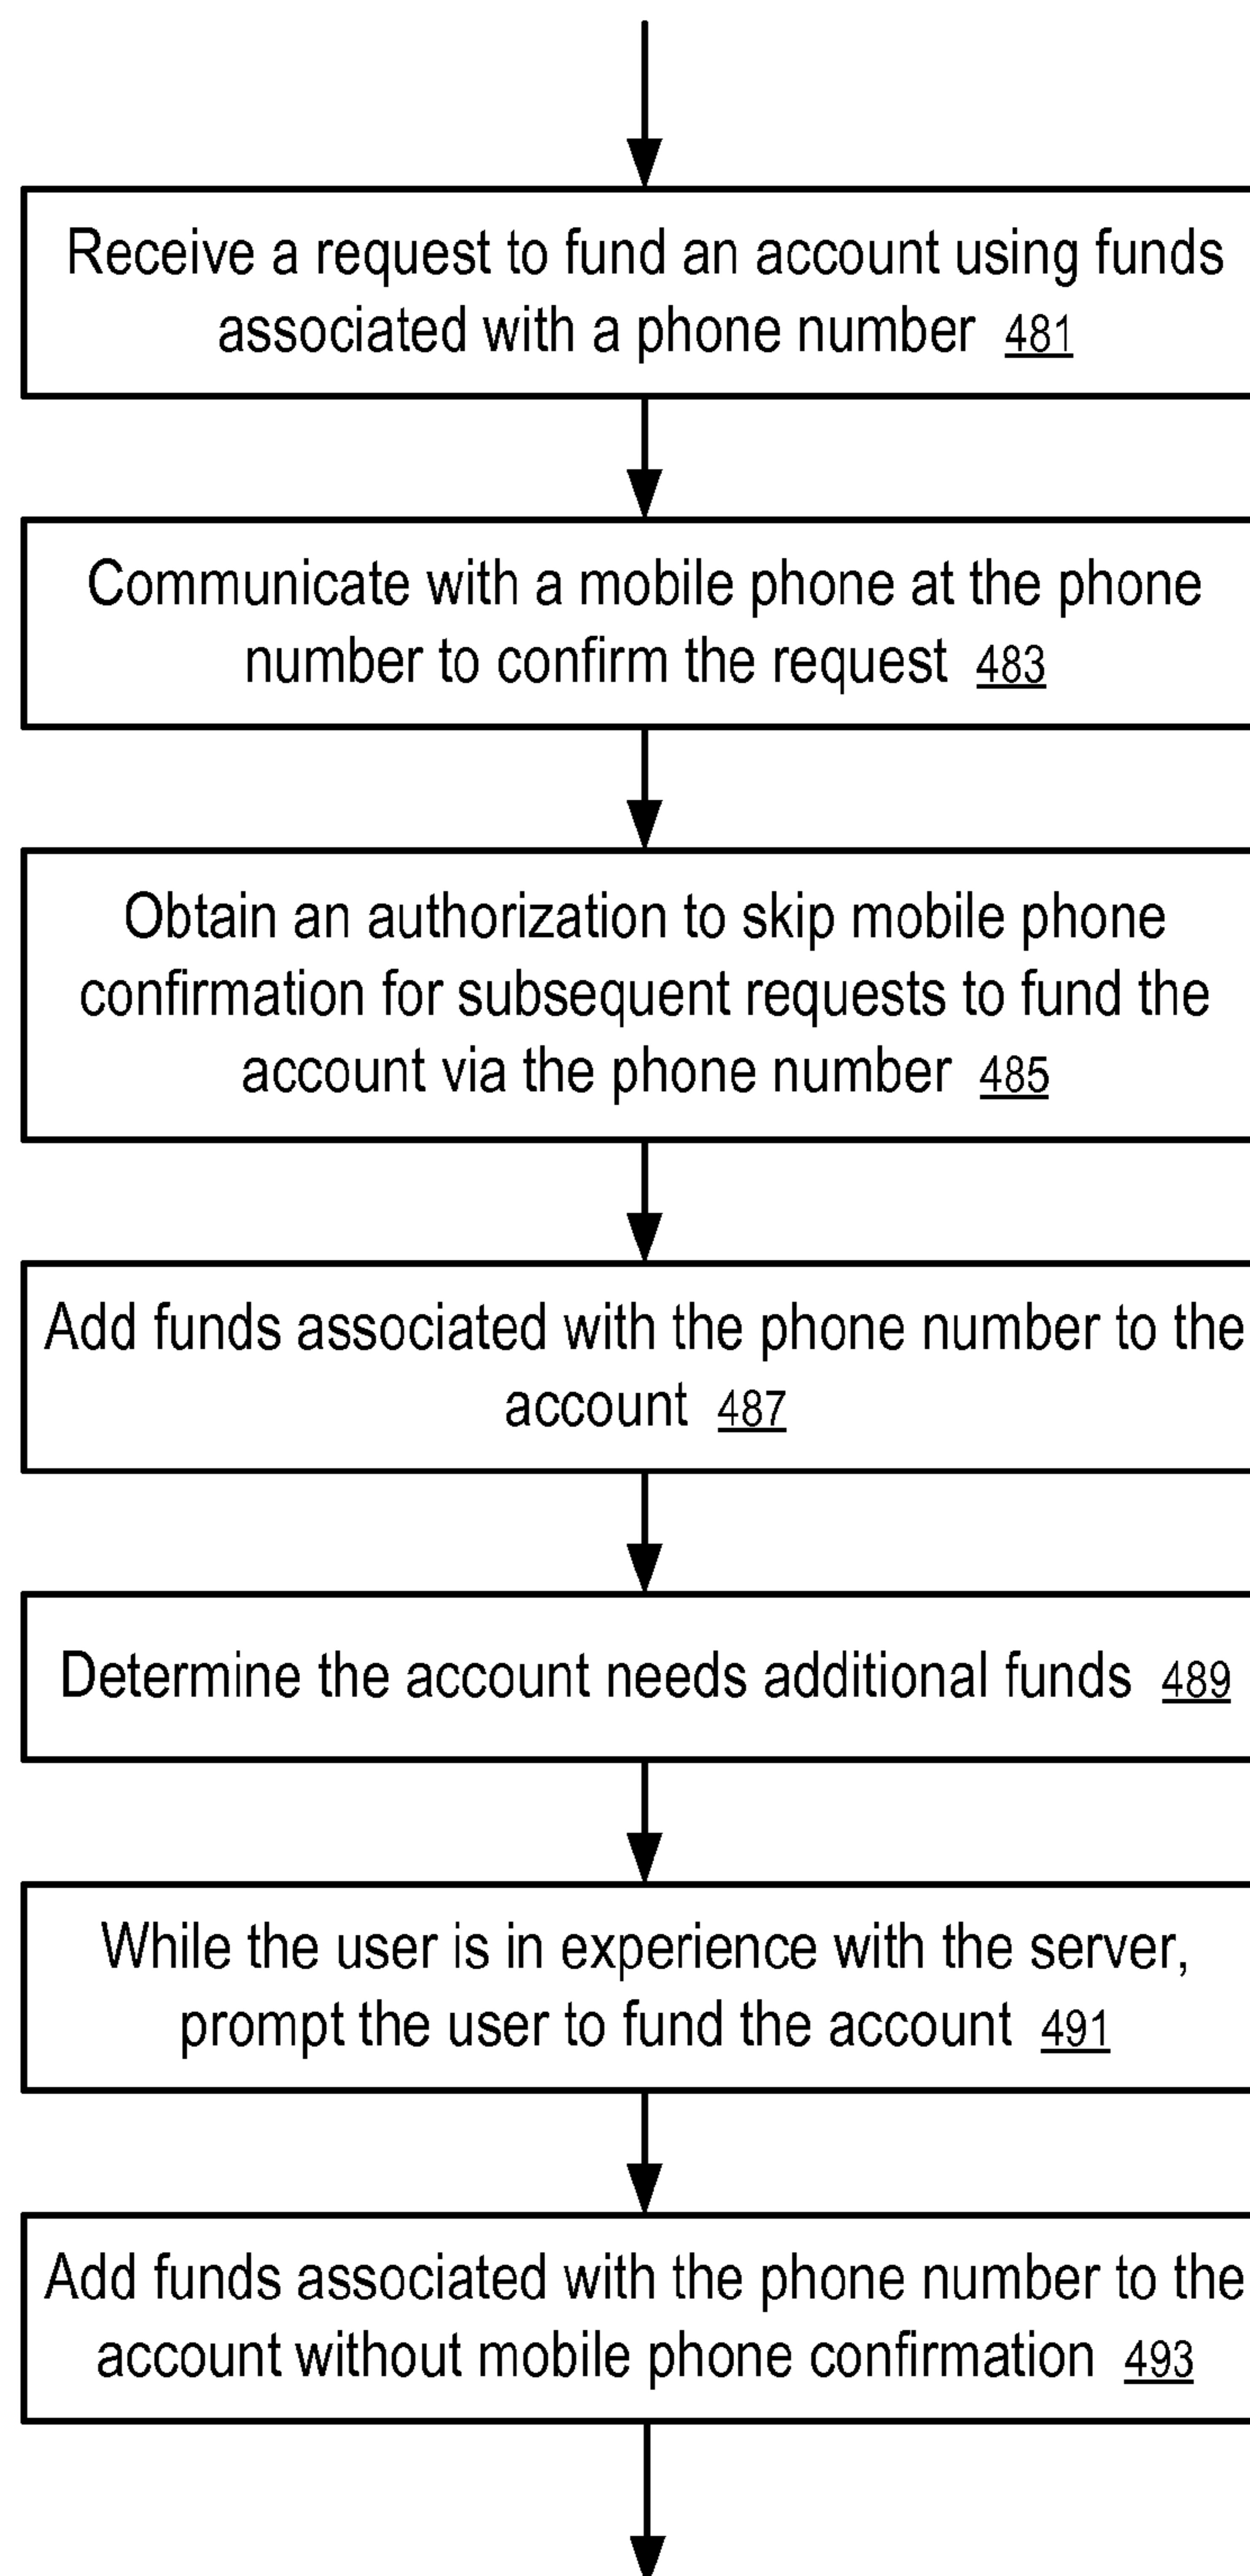 Receive a request to fund an account using funds
associated with a phone number 481
Communicate with a mobile phone at the phone
number to confirm the request 483
Obtain an authorization to skip mobile phone
confirmation for subsequent requests to fund the
account via the phone number 485
Add funds associated with the phone number to the
account 487
Determine the account needs additional funds 489
While the user is in experience with the server,
prompt the user to fund the account 491
Add funds associated with the phone number to the
account without mobile phone confirmation 493